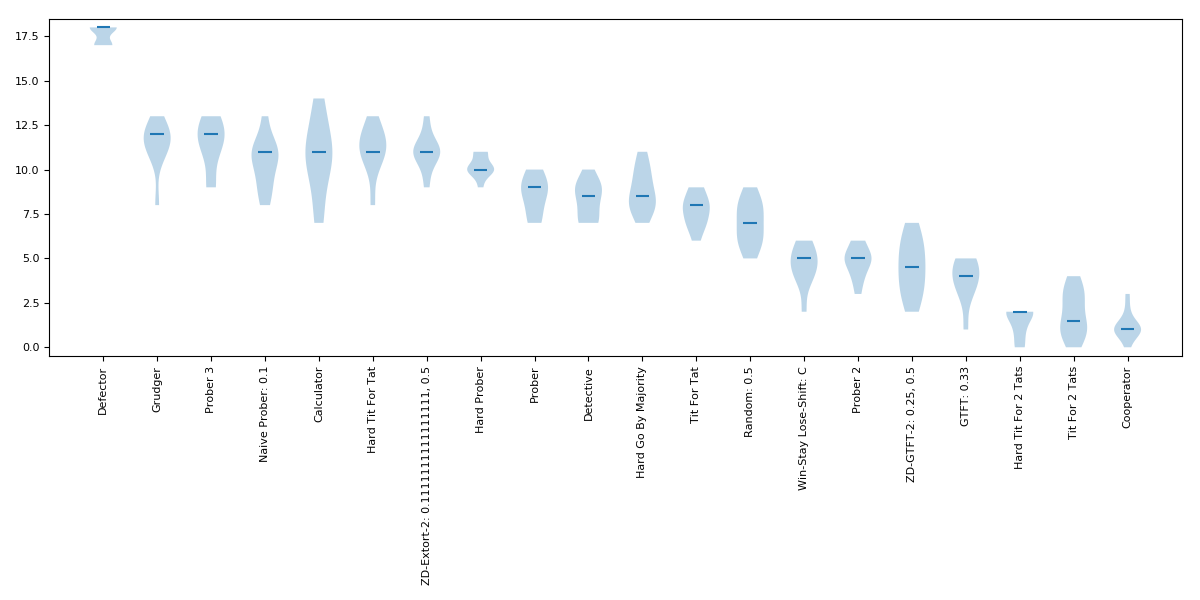 17.5
15.0
12.5
10.0
7.5
5.0
2.5
0.0
Defector
Grudger
Prober 3
Naive Prober: 0.1
Calculator
Hard Tit For Tat
ZD-Extort-2: 0.1111111111111111, 0.5
Hard Prober
Prober
Detective
Hard Go By Majority
Tit For Tat
Random: 0.5
Win-Stay Lose-Shift: C
Prober 2
ZD-GTFT-2: 0.25, 0.5
GTFT: 0.33
Hard Tit For 2 Tats
Tit For 2 Tats
Cooperator